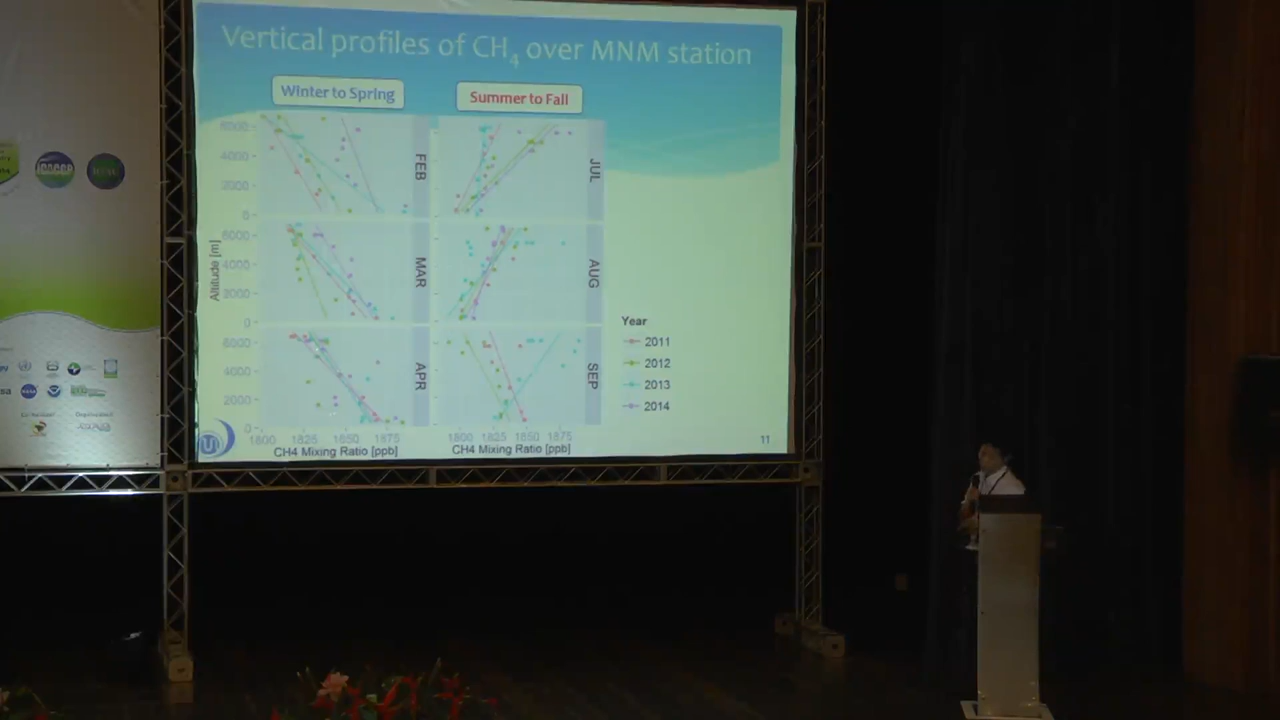 Vertical profiles of CH4 over MNM station
Winter to Spring
Summer to Fall
6000
4000
2000
0
FEB
JUL
6000
4000
2000
0
MAR
AUG
6000
4000
2000
0
APR
SEP
Altitude [m]
1800 1825 1850 1875
1800 1825 1850 1875
CH4 Mixing Ratio [ppb]
CH4 Mixing Ratio [ppb]
Year
2011
2012
2013
2014
11